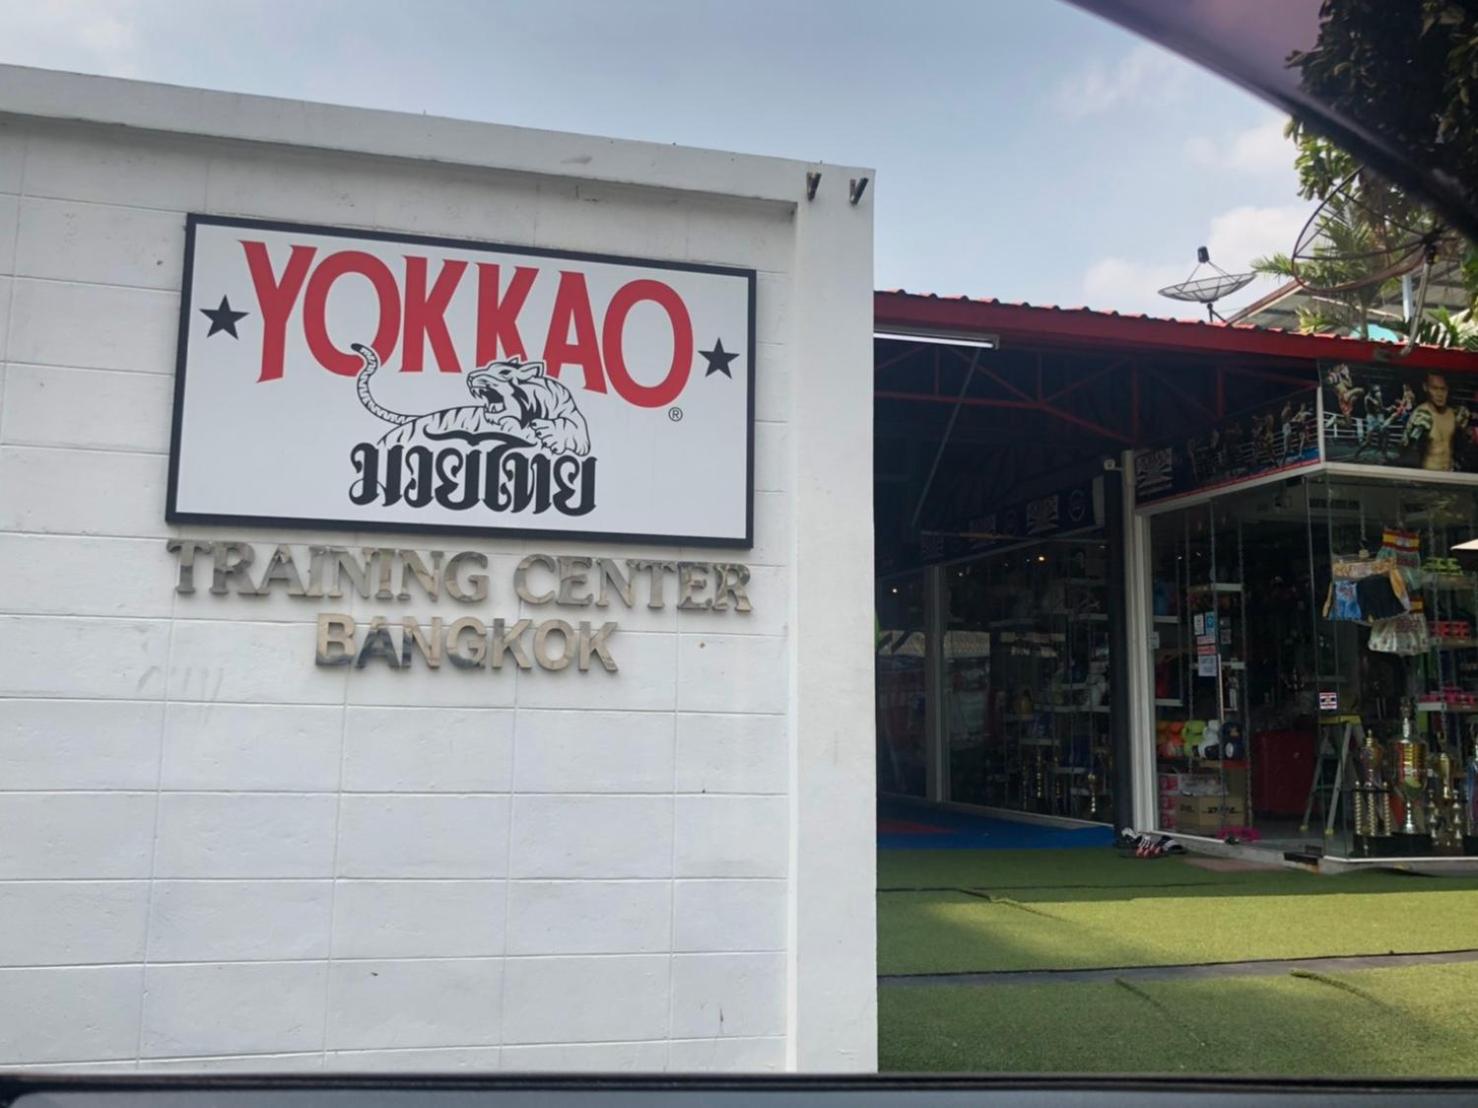 YOKKAO
®
มวยไทย
TRAINING CENTER
BANGKOK